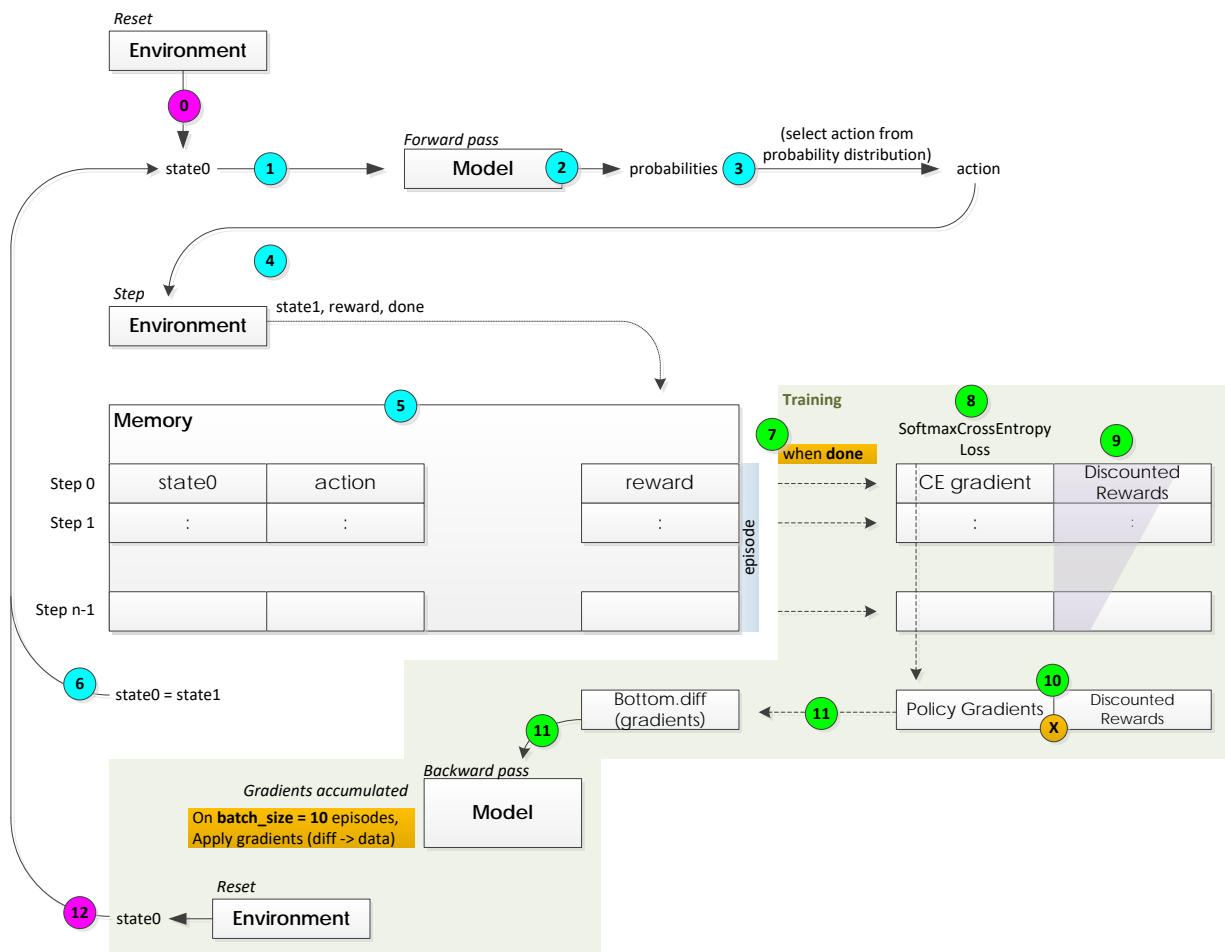 Reset
Environment
0
state0
1
Forward pass
Model
2
probabilities
3
(select action from
probability distribution)
action
4
Step
Environment
state1, reward, done
Memory
5
Step 0
state0
action
reward
Step 1
:
:
:
Step n-1
episode
Training
7
when done
8
SoftmaxCrossEntropy
Loss
9
CE gradient
Discounted
Rewards
:
:
6
state0 = state1
Bottom.diff
(gradients)
11
Policy Gradients
10
X
Discounted
Rewards
11
Backward pass
Model
Gradients accumulated
On batch_size = 10 episodes,
Apply gradients (diff -> data)
12
state0
Reset
Environment